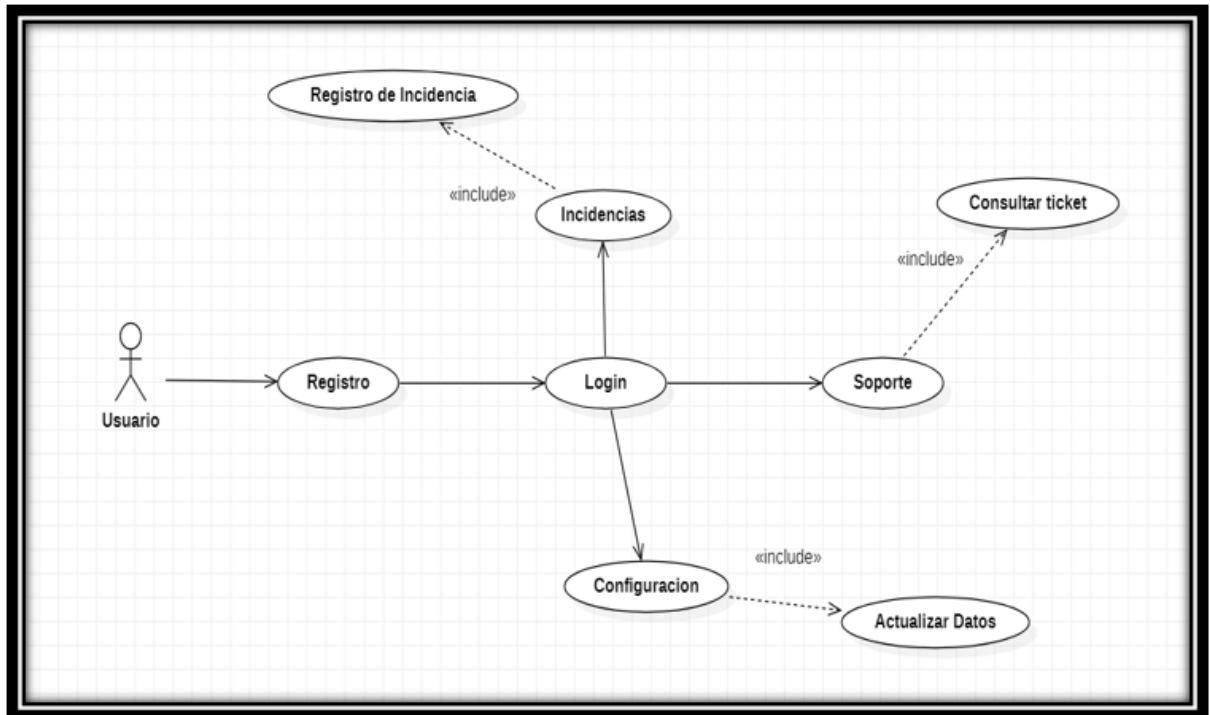 Registro de Incidencia
«include»
Incidencias
Consultar ticket
«include»
Usuario
Registro
Login
Soporte
Configuracion
«include»
Actualizar Datos